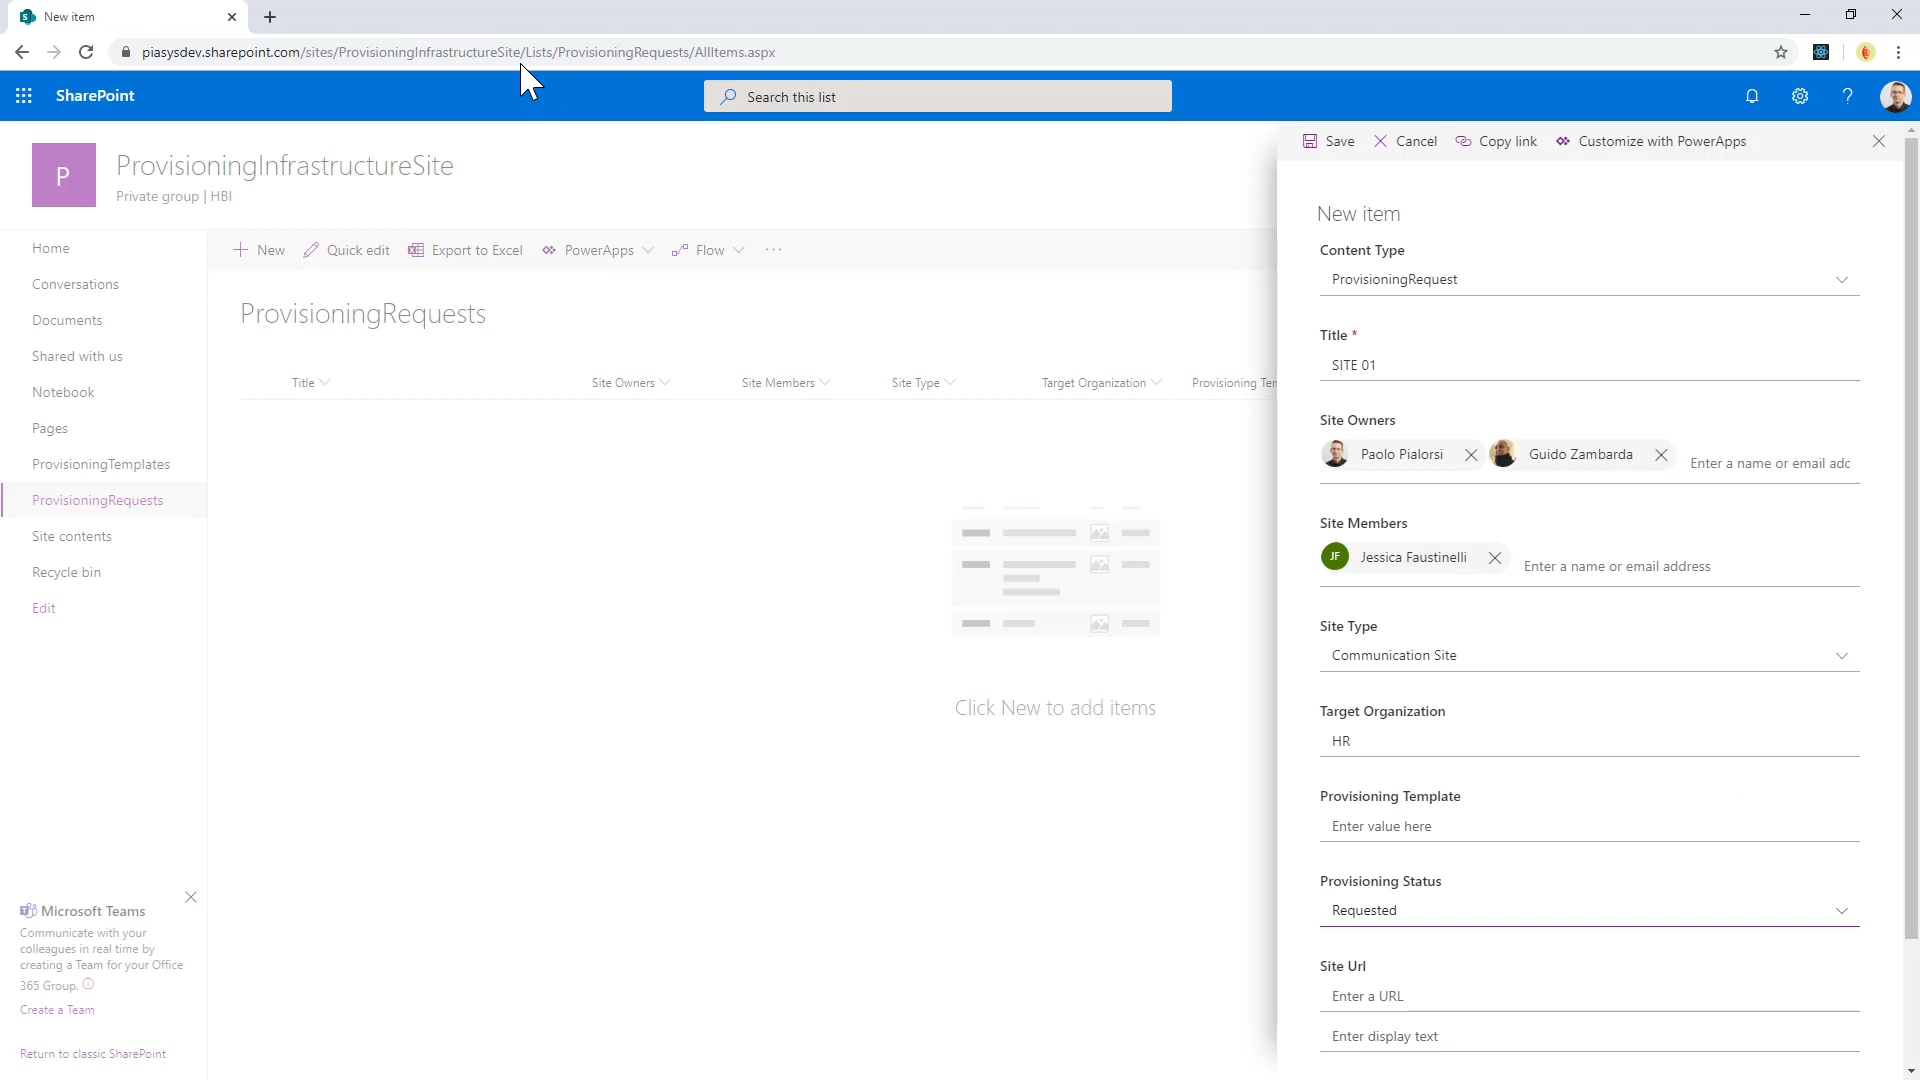 New item
piasysdev.sharepoint.com/sites/ProvisioningInfrastructureSite/Lists/ProvisioningRequests/AllItems.aspx
SharePoint
Search this list
P
ProvisioningInfrastructureSite
Private group | HBI
Home
Conversations
Documents
Shared with us
Notebook
Pages
ProvisioningTemplates
ProvisioningRequests
Site contents
Recycle bin
Edit
Microsoft Teams
Communicate with your
colleagues in real time by
creating a Team for your Office
365 Group.
Create a Team
Return to classic SharePoint
New Quick edit Export to Excel PowerApps Flow ...
ProvisioningRequests
Title Site Owners Site Members Site Type Target Organization Provisioning Ten
Click New to add items
Save Cancel Copy link Customize with PowerApps
New item
Content Type
ProvisioningRequest
Title *
SITE 01
Site Owners
Paolo Pialorsi Guido Zambarda Enter a name or email adc
Site Members
JF Jessica Faustinelli Enter a name or email address
Site Type
Communication Site
Target Organization
HR
Provisioning Template
Enter value here
Provisioning Status
Requested
Site Url
Enter a URL
Enter display text